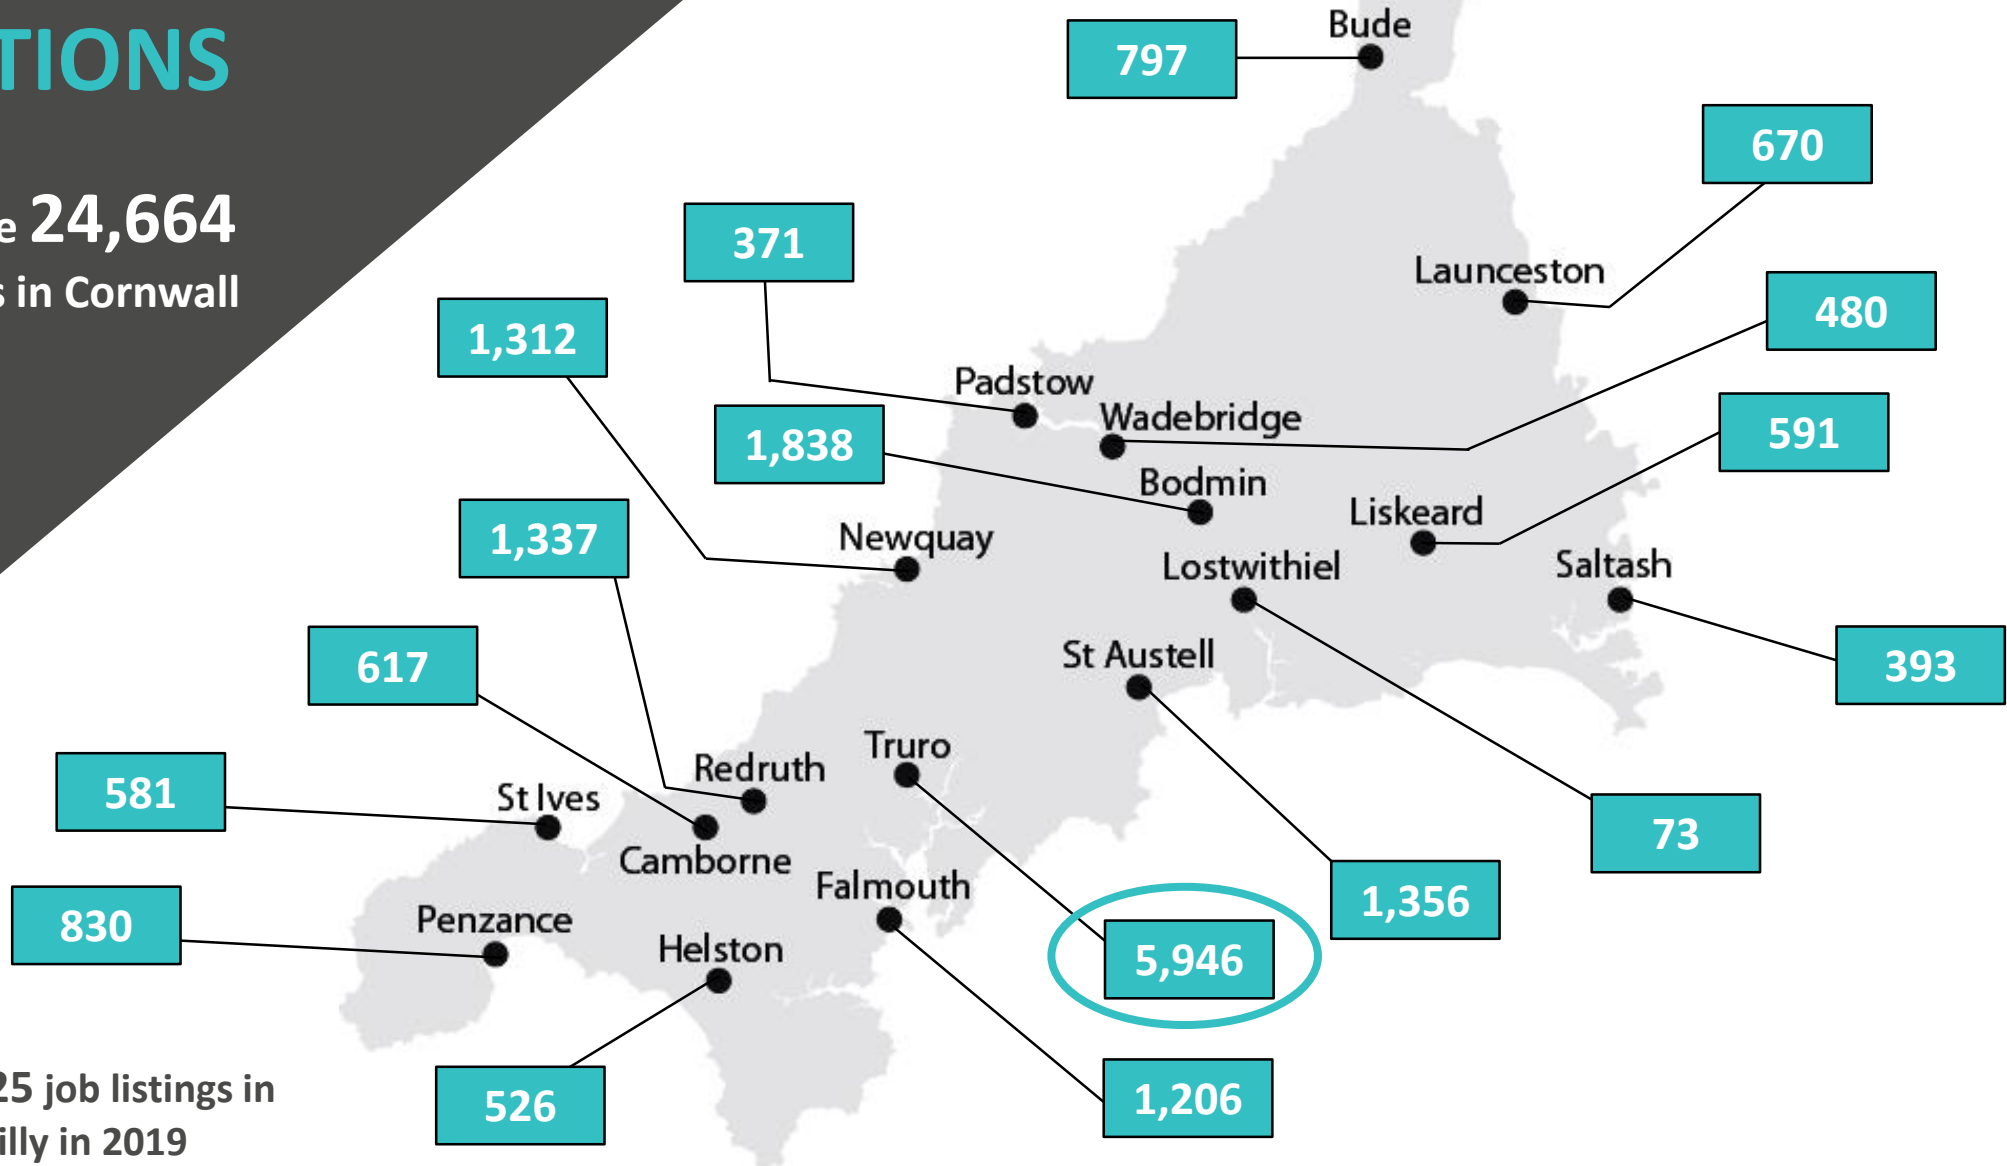 TIONS
e 24,664
s in Cornwall
Bude
797
670
371
Launceston
480
1,312
Padstow
Wadebridge
591
1,838
Bodmin
Liskeard
1,337
Newquay
Lostwithiel
Saltash
617
St Austell
393
Truro
Redruth
581
St Ives
73
Camborne
Falmouth
1,356
830
Penzance
Helston
5,946
25 job listings in
526
1,206
illy in 2019